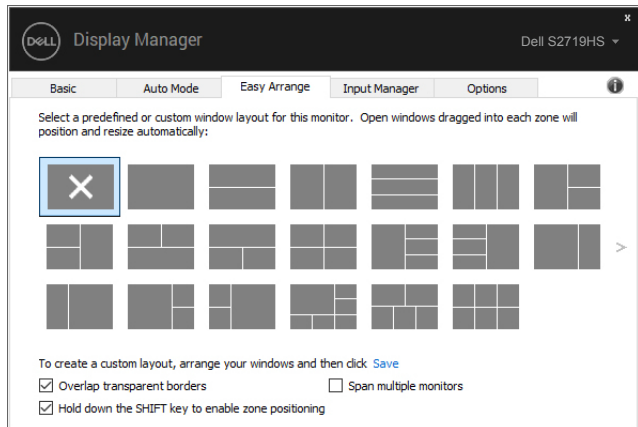 x
DELL Display Manager Dell S2719HS
Basic Auto Mode Easy Arrange Input Manager Options i
Select a predefined or custom window layout for this monitor. Open windows dragged into each zone will
position and resize automatically:
>
To create a custom layout, arrange your windows and then click Save
Overlap transparent borders Span multiple monitors
Hold down the SHIFT key to enable zone positioning